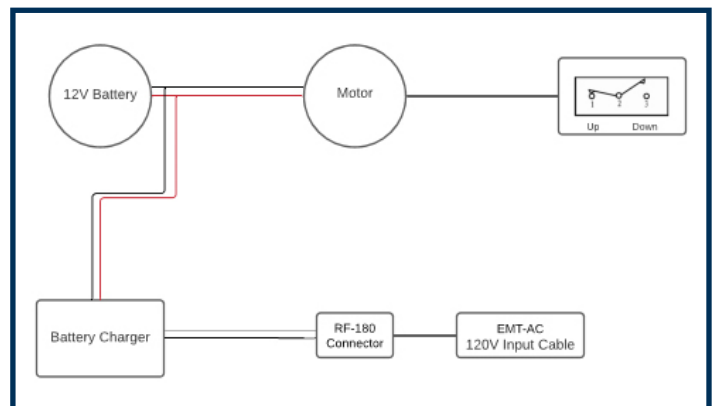 12V Battery
Motor
1 2 3
Up Down
Battery Charger
RF-180
Connector
EMT-AC
120V Input Cable